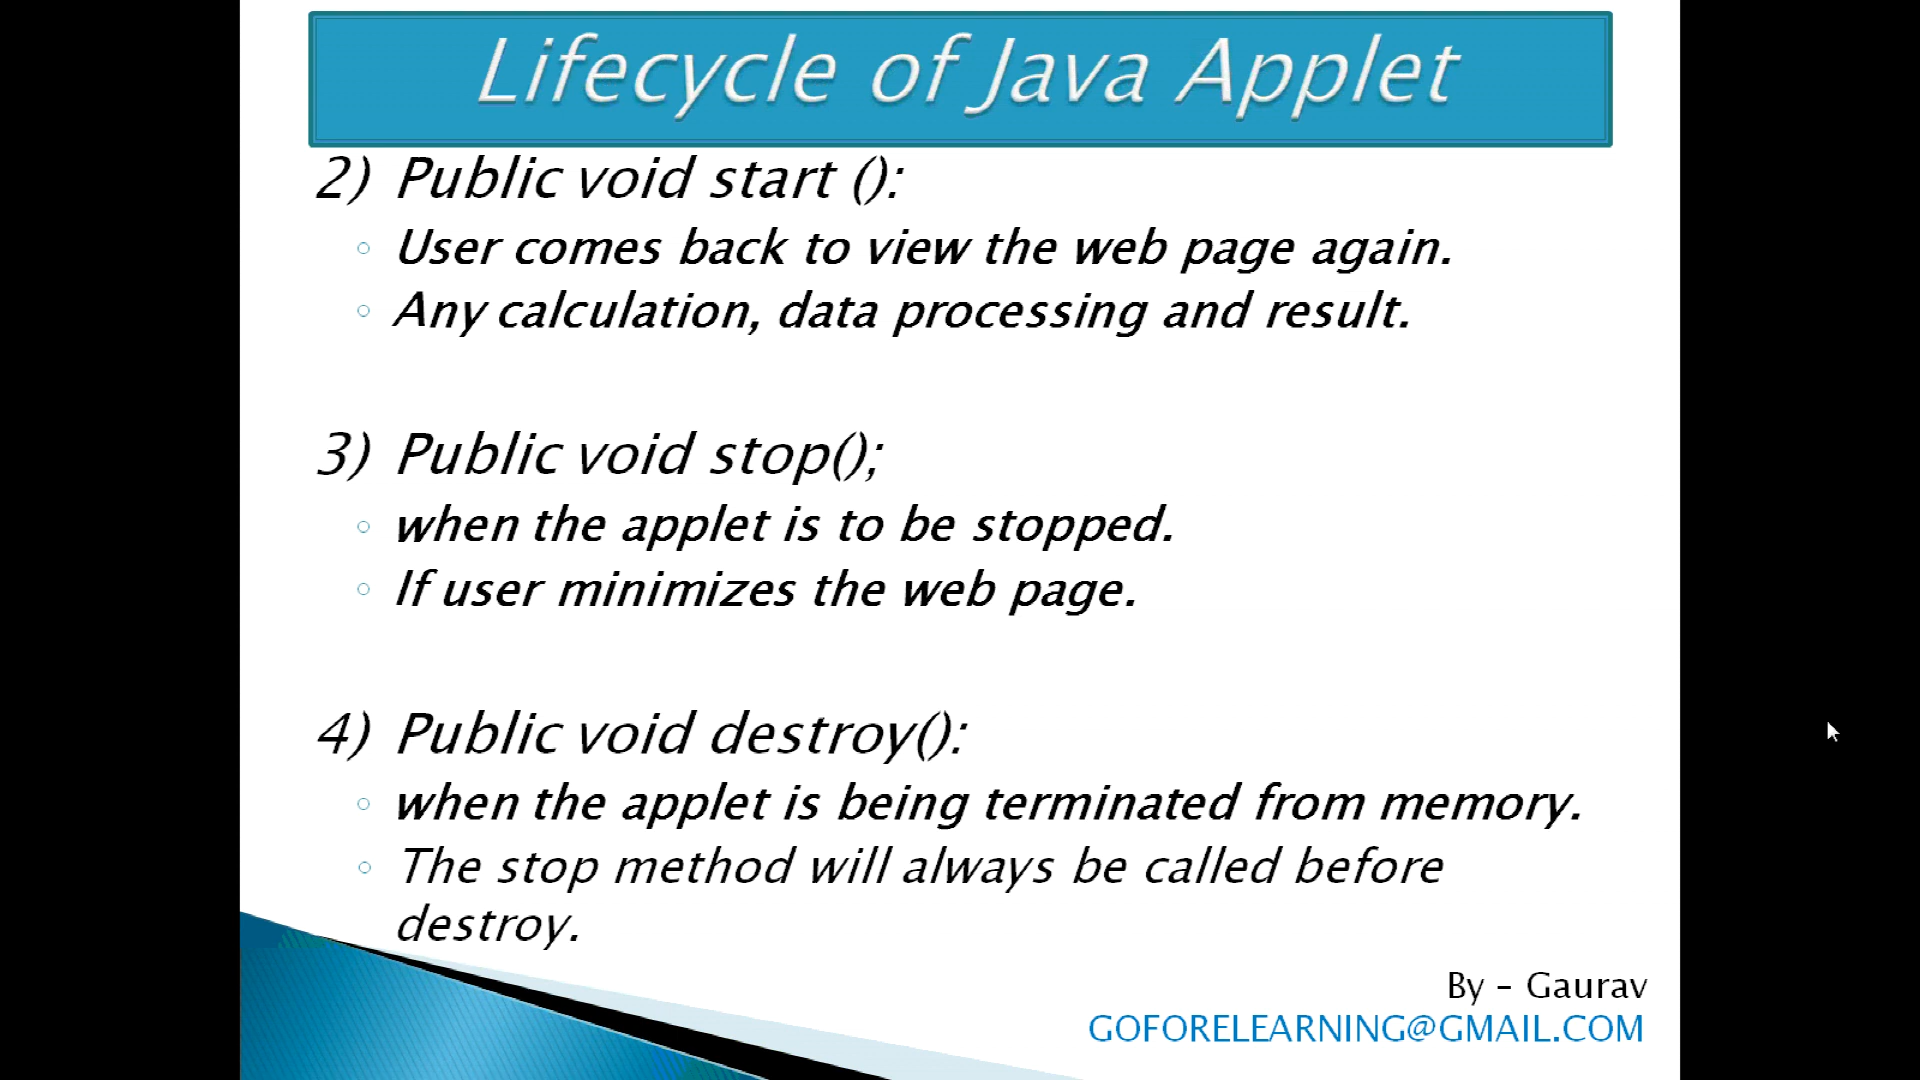 Lifecycle of Java Applet
2) Public void start ():
◦ User comes back to view the web page again.
◦ Any calculation, data processing and result.
3) Public void stop();
◦ when the applet is to be stopped.
◦ If user minimizes the web page.
4) Public void destroy():
◦ when the applet is being terminated from memory.
◦ The stop method will always be called before
destroy.
By – Gaurav
GOFORELEARNING@GMAIL.COM